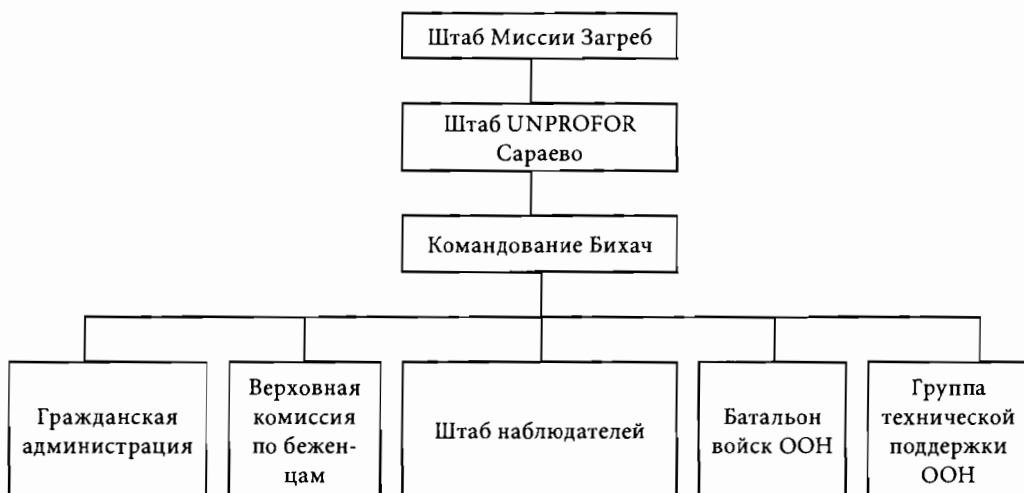 Штаб Миссии Загреб
Штаб UNPROFOR
Сараево
Командование Бихач
Гражданская
администрация
Верховная
комиссия
по бежен-
цам
Штаб наблюдателей
Батальон
войск ООН
Группа
технической
поддержки
ООН